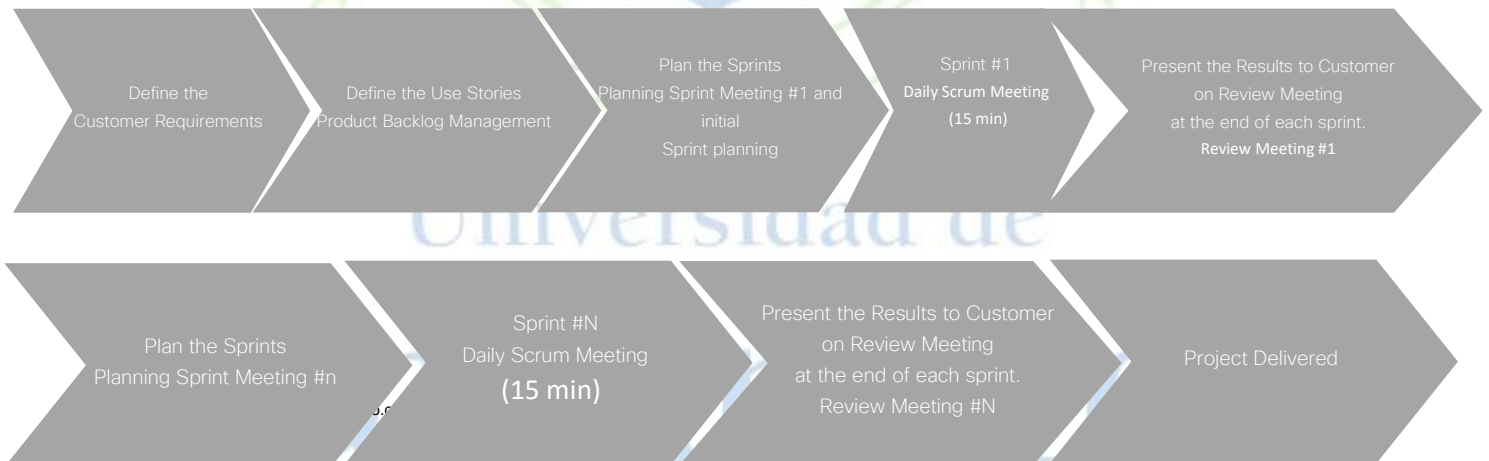 Define the
Customer Requirements
Define the Use Stories
Product Backlog Management
Plan the Sprints
Planning Sprint Meeting #1 and
initial
Sprint planning
Sprint #1
Daily Scrum Meeting
(15 min)
Present the Results to Customer
on Review Meeting
at the end of each sprint.
Review Meeting #1
Universidad de
Plan the Sprints
Planning Sprint Meeting #n
Sprint #N
Daily Scrum Meeting
(15 min)
Present the Results to Customer
on Review Meeting
at the end of each sprint.
Review Meeting #N
Project Delivered